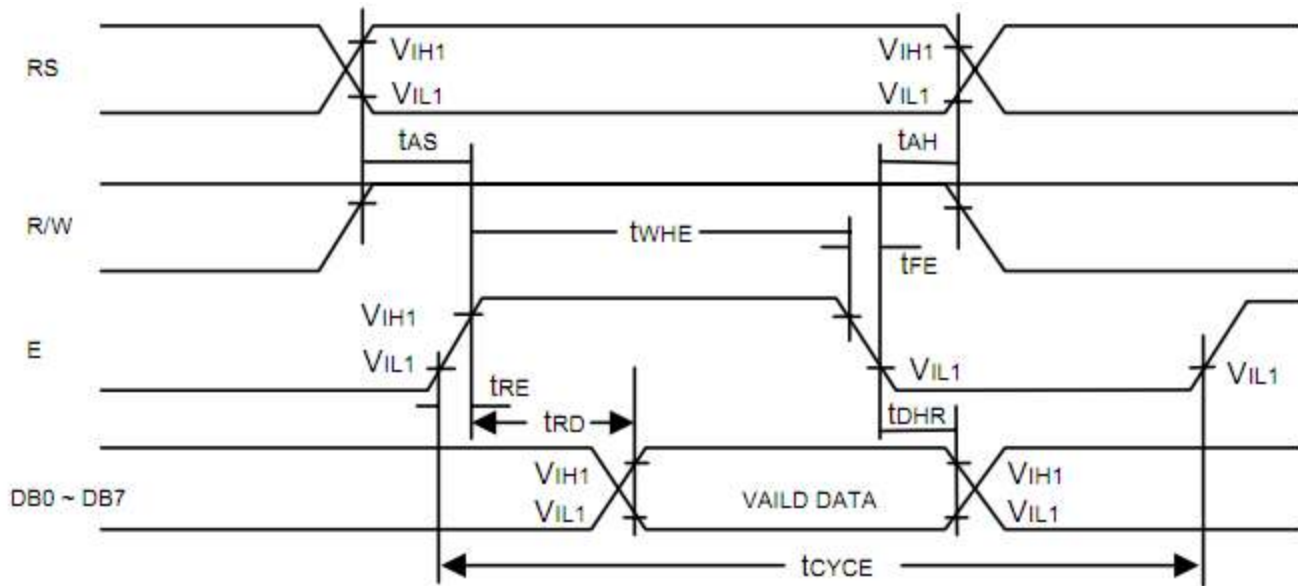 RS
VIH1
VIL1
VIH1
VIL1
tAS
tAH
R/W
tWHE
tFE
E
VIH1
VIL1
VIL1
VIL1
tRE
tRD
tDHR
DB0 ~ DB7
VIH1
VIL1
VAILD DATA
VIH1
VIL1
tCYCE